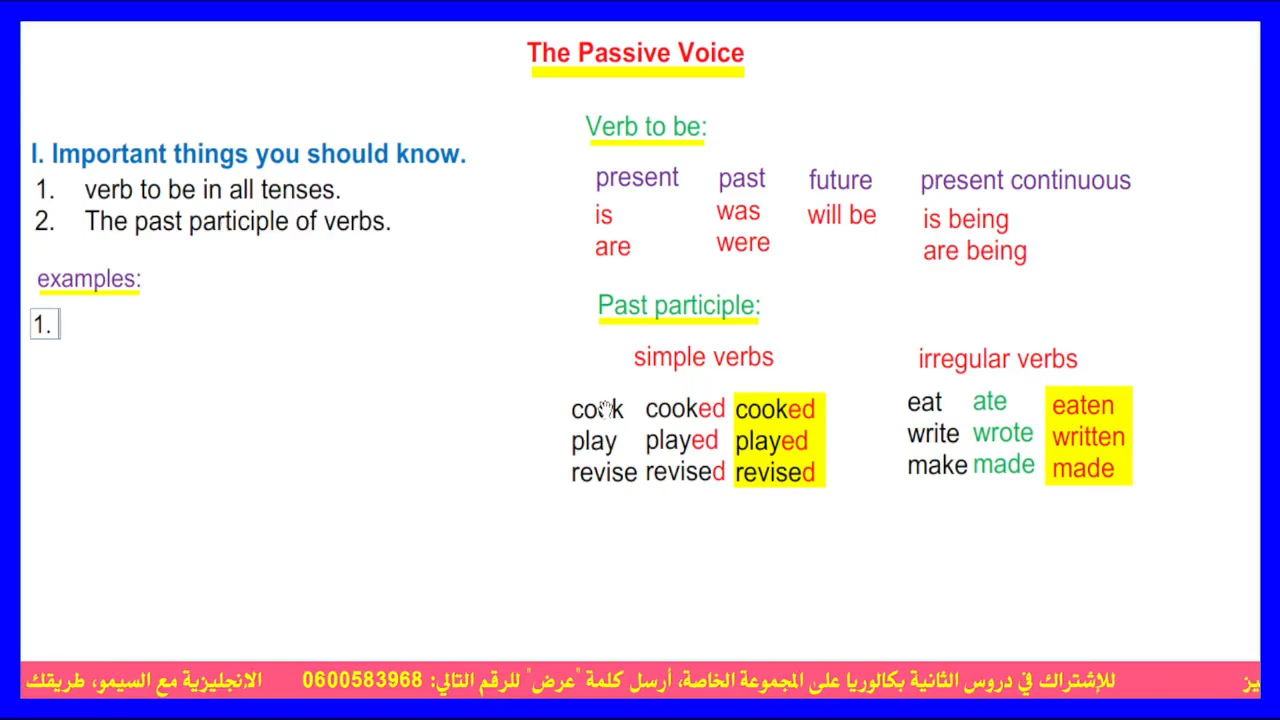 The Passive Voice
I. Important things you should know.
1. verb to be in all tenses.
2. The past participle of verbs.
examples:
1.
Verb to be:
present past future present continuous
is was will be is being
are were are being
Past participle:
simple verbs irregular verbs
cook cooked cooked eat ate eaten
play played played write wrote written
revise revised revised make made made
يز للإشتراك في دروس الثانية بكالوريا على المجموعة الخاصة، أرسل كلمة "عرض" للرقم التالي: 0600583968 الانجليزية مع السيمو، طريقك